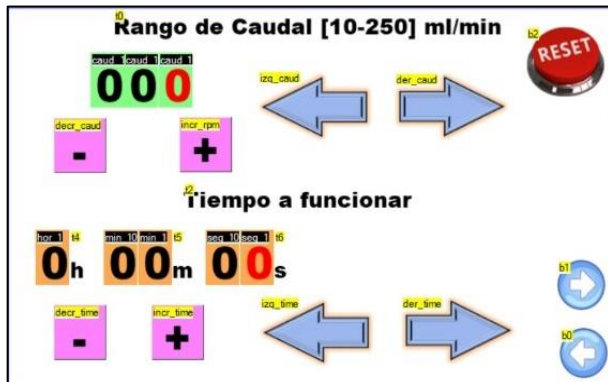 t0
Rango de Caudal [10-250] ml/min
b2
RESET
caud_1 caud_1 caud_1
000
izq_caud der_caud
decr_caud incr_rpm
- +
t2
Tiempo a funcionar
hor_1 t4 min_10 min_1 t5 seg_10 seg_1 t6
0h 00m 00s
b1
decr_time incr_time izq_time der_time
- +
b0